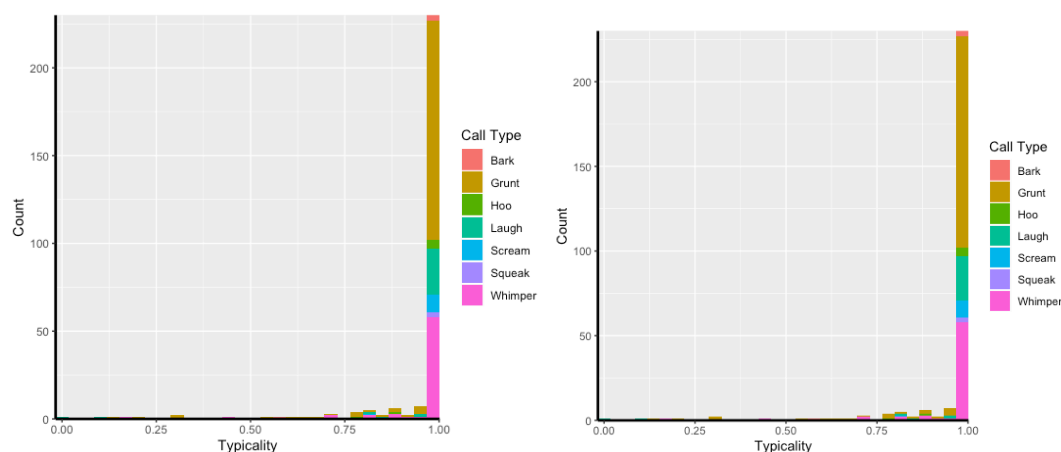 200
150
100
50
0
Count
0.00 0.25 0.50 0.75 1.00
Typicality
Call Type
Bark
Grunt
Hoo
Laugh
Scream
Squeak
Whimper
200
150
100
50
0
Count
0.00 0.25 0.50 0.75 1.00
Typicality
Call Type
Bark
Grunt
Hoo
Laugh
Scream
Squeak
Whimper